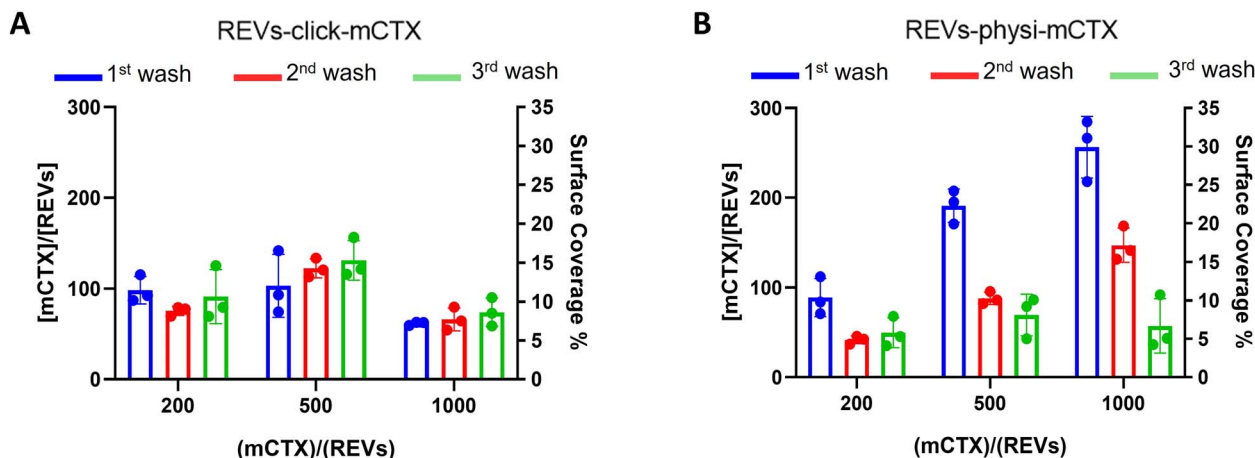 A
REVs-click-mCTX
1st wash 2nd wash 3rd wash
300
200
100
0
[mCTX]/[REVs]
35
30
25
20
15
10
5
0
Surface Coverage %
200 500 1000
(mCTX)/(REVs)
B
REVs-physi-mCTX
1st wash 2nd wash 3rd wash
300
200
100
0
[mCTX]/[REVs]
35
30
25
20
15
10
5
0
Surface Coverage %
200 500 1000
(mCTX)/(REVs)